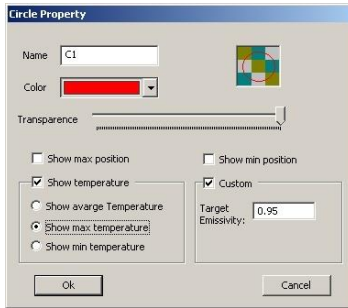 Circle Property
Name C1
Color
Transparence
Show max position Show min position
Show temperature Custom
Show avarge Temperature
Target Emissivity: 0.95
Show max temperature
Show min temperature
Ok Cancel